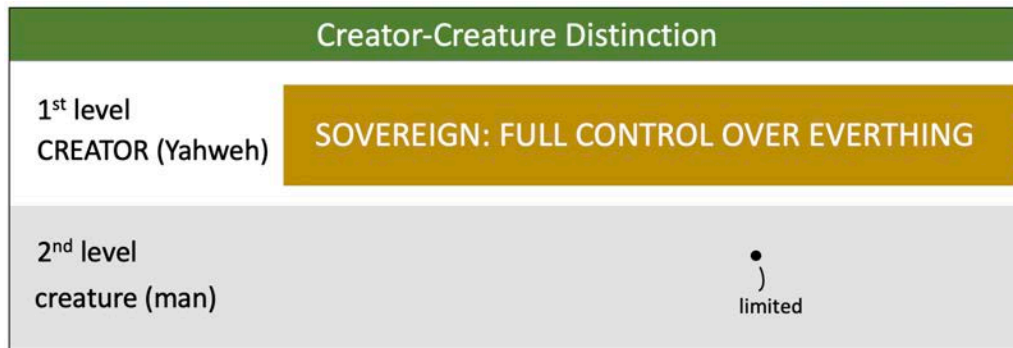 Creator-Creature Distinction
1st level
CREATOR (Yahweh)
SOVEREIGN: FULL CONTROL OVER EVERTHING
2nd level
creature (man)
limited